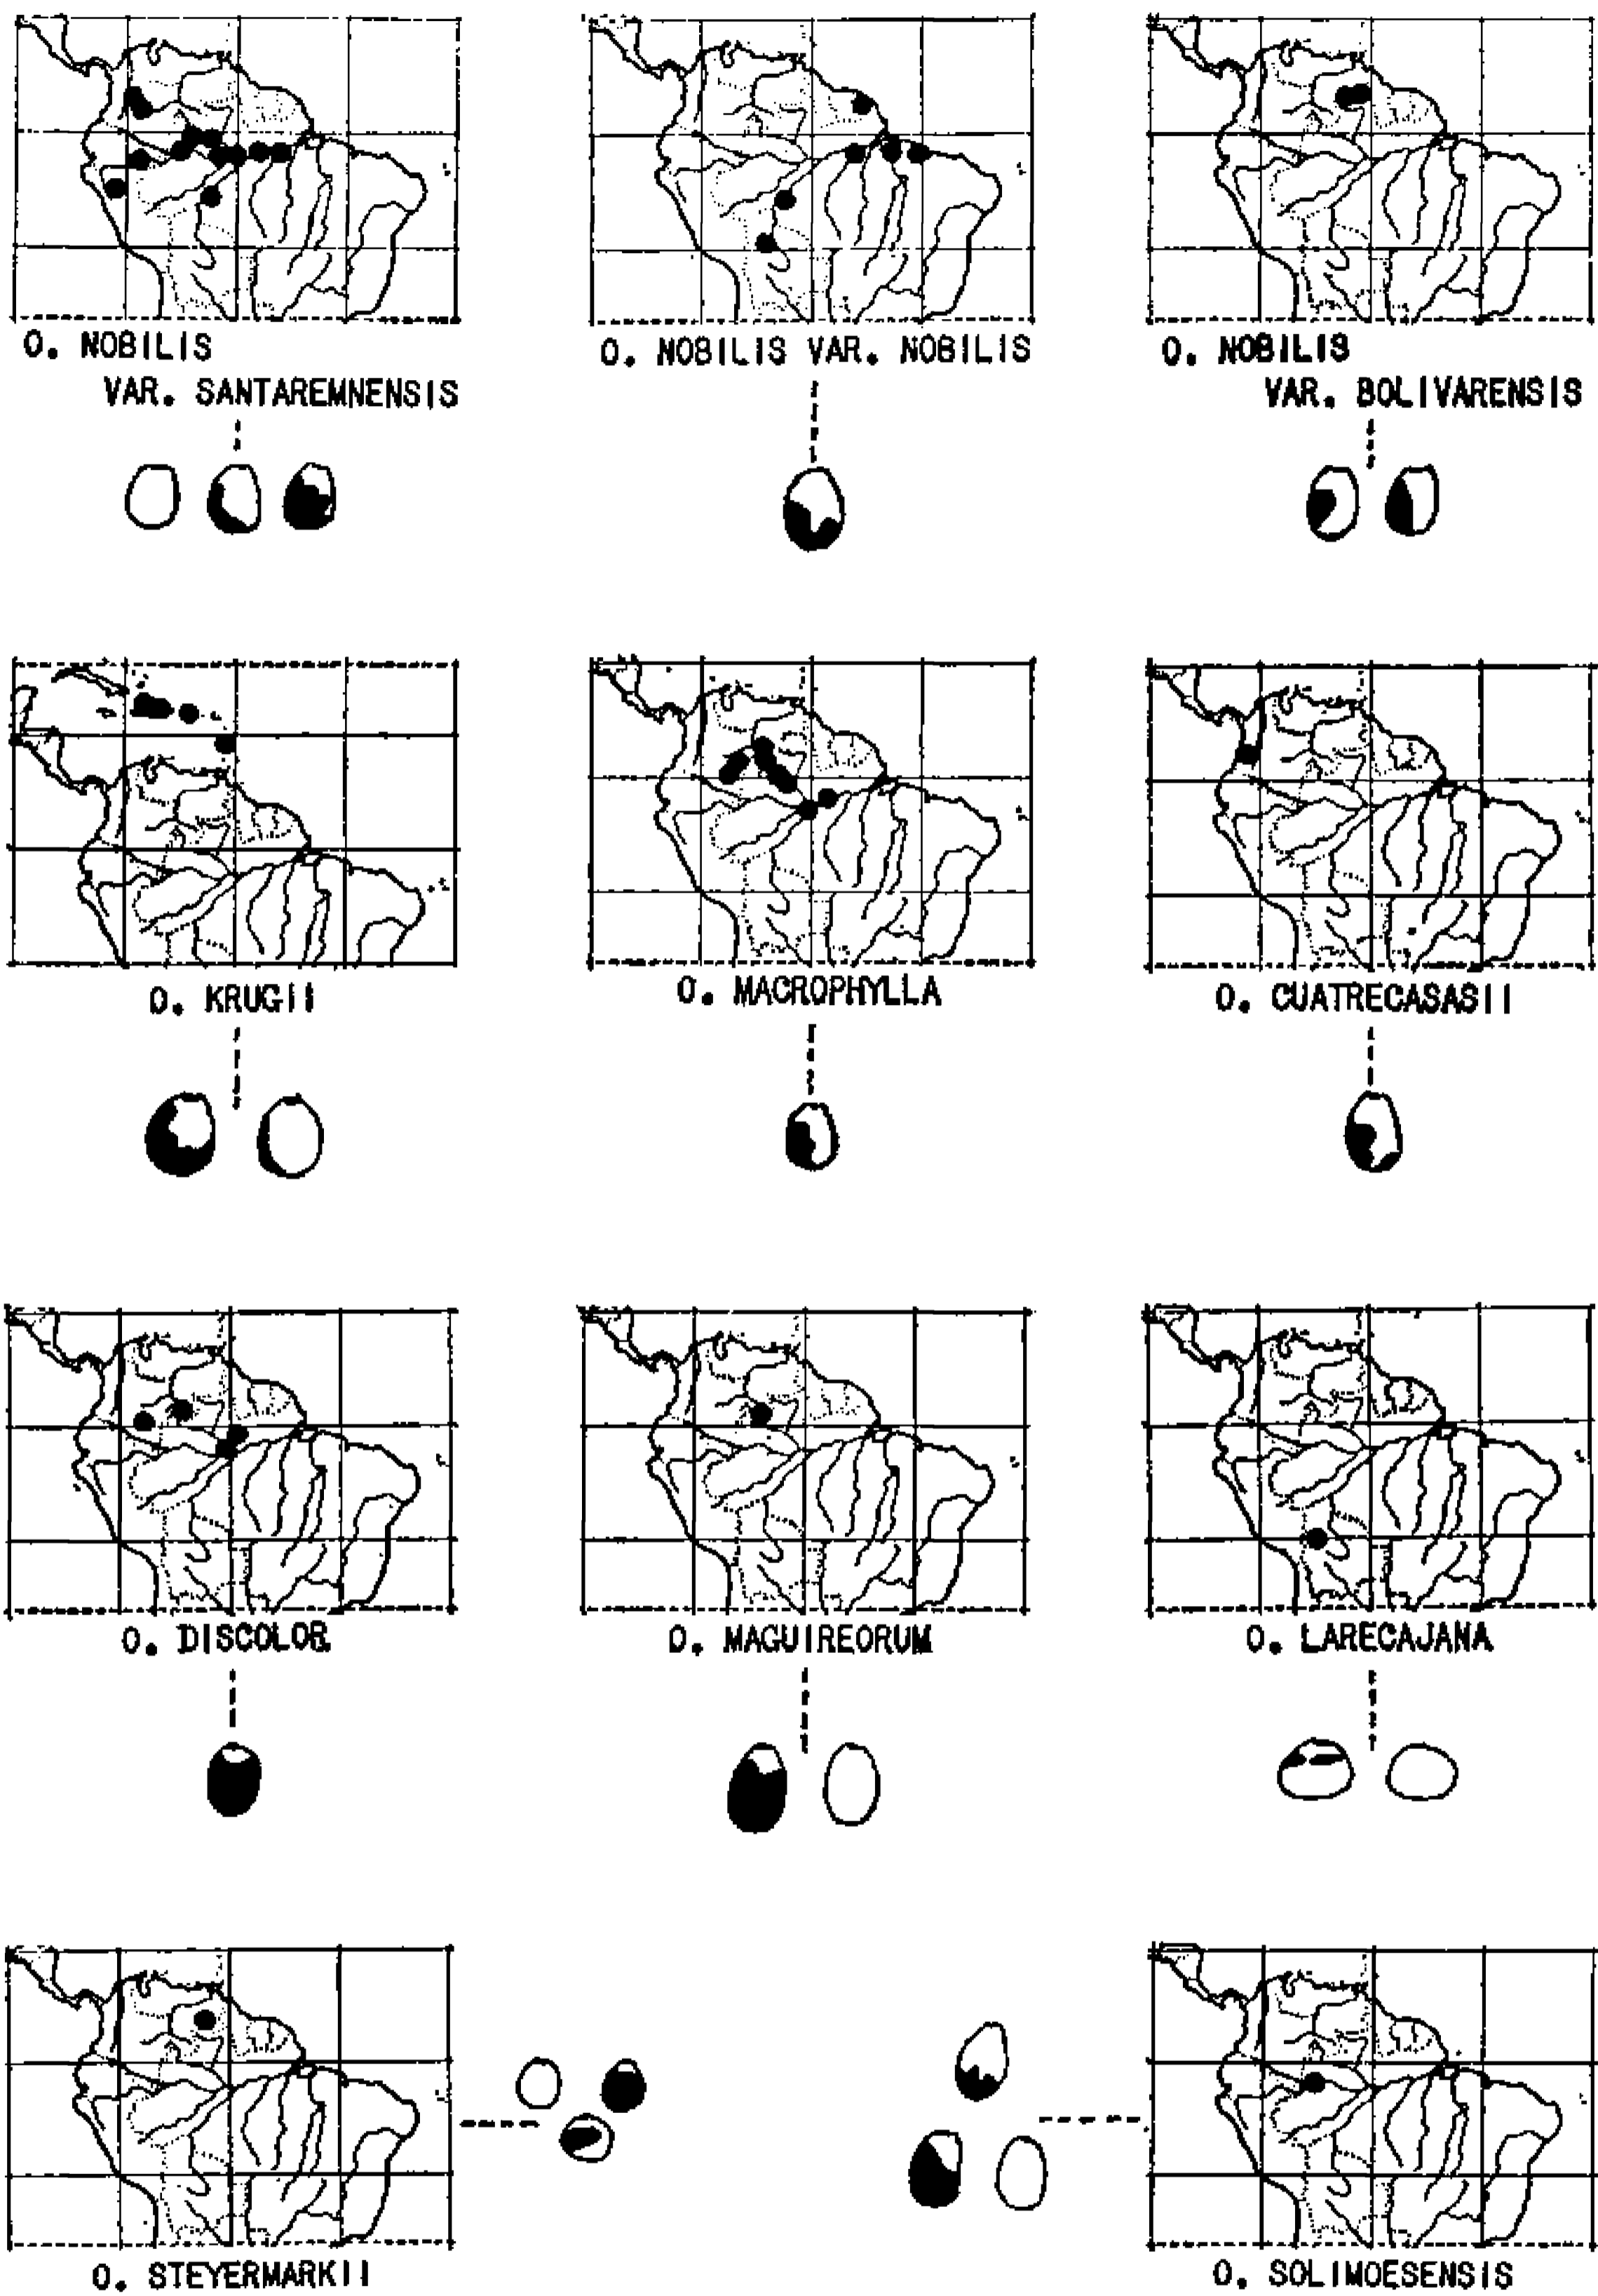 O. NOBILIS
VAR. SANTAREMNENSIS
O. NOBILIS VAR. NOBILIS
O. NOBILIS
VAR. BOLIVARENSIS
O. KRUGII
O. MACROPHYLLA
O. CUATRECASASII
O. DISCOLOR
O. MAGUIREORUM
O. LARECAJANA
O. STEYERMARKII
O. SOLIMOESENSIS